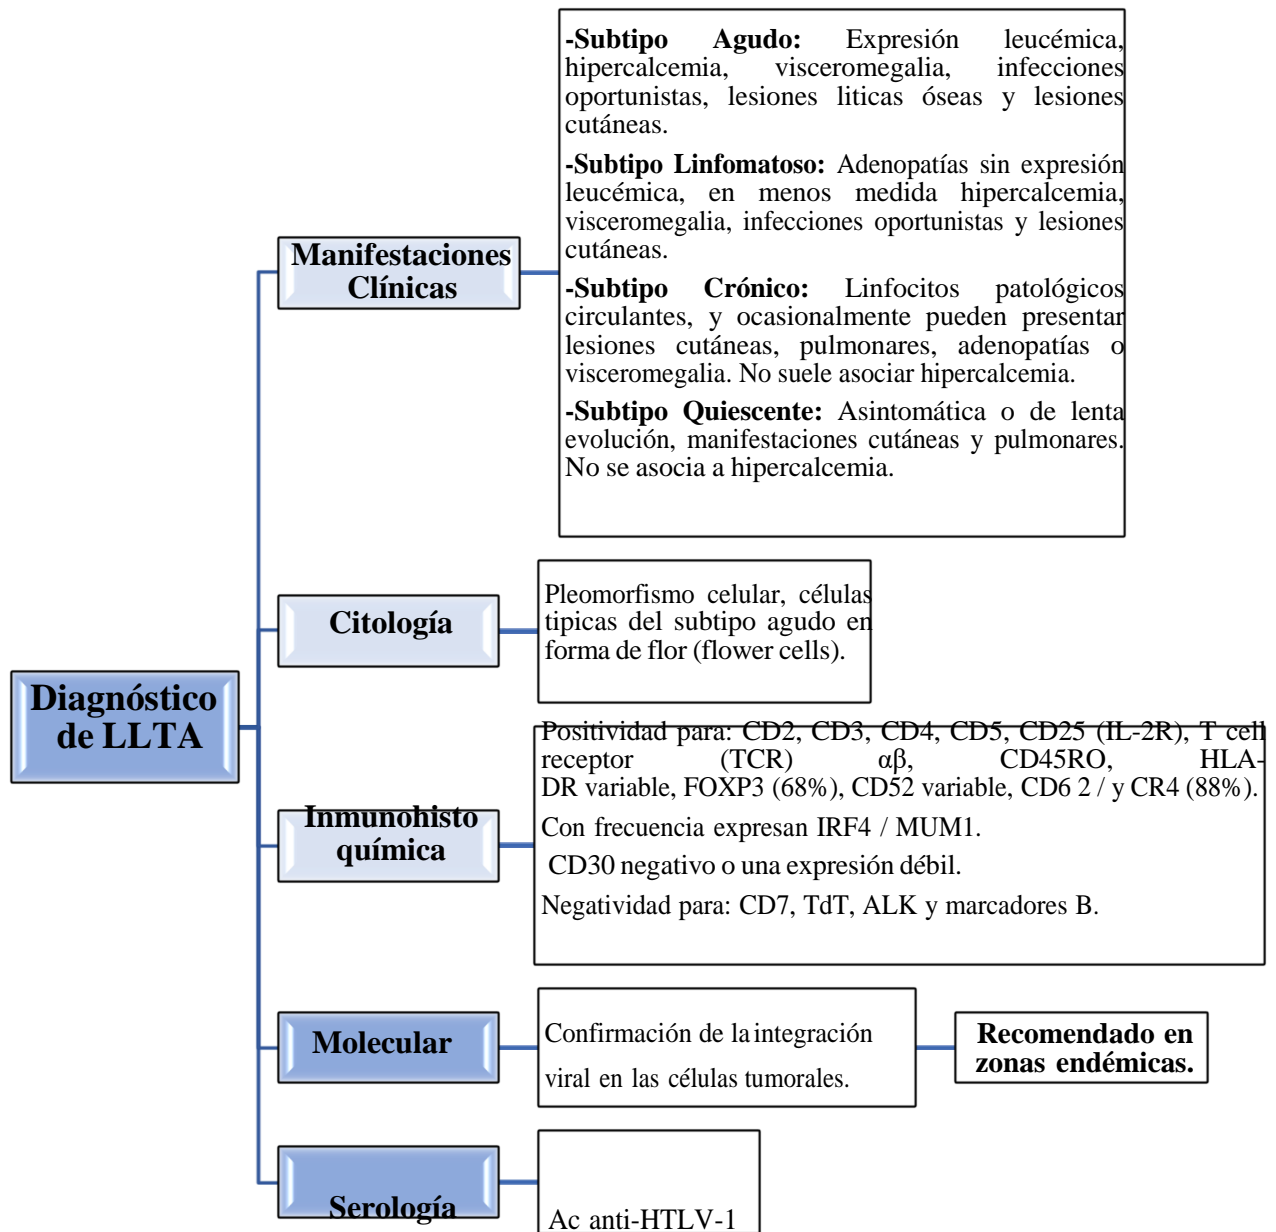 -Subtipo Agudo: Expresión leucémica,
hipercalcemia, visceromegalia, infecciones
oportunistas, lesiones liticas óseas y lesiones
cutáneas.
-Subtipo Linfomatoso: Adenopatías sin expresión
leucémica, en menos medida hipercalcemia,
visceromegalia, infecciones oportunistas y lesiones
cutáneas.
Manifestaciones
Clínicas
-Subtipo Crónico: Linfocitos patológicos
circulantes, y ocasionalmente pueden presentar
lesiones cutáneas, pulmonares, adenopatías o
visceromegalia. No suele asociar hipercalcemia.
-Subtipo Quiescente: Asintomática o de lenta
evolución, manifestaciones cutáneas y pulmonares.
No se asocia a hipercalcemia.
Citología
Pleomorfismo celular, células
tipicas del subtipo agudo en
forma de flor (flower cells).
Diagnóstico
de LLTA
Inmunohisto
química
Positividad para: CD2, CD3, CD4, CD5, CD25 (IL-2R), T cell
receptor (TCR) αβ, CD45RO, HLA-
DR variable, FOXP3 (68%), CD52 variable, CD6 2 / y CR4 (88%).
Con frecuencia expresan IRF4 / MUM1.
CD30 negativo o una expresión débil.
Negatividad para: CD7, TdT, ALK y marcadores B.
Molecular
Confirmación de la integración
viral en las células tumorales.
Recomendado en
zonas endémicas.
Serología
Ac anti-HTLV-1